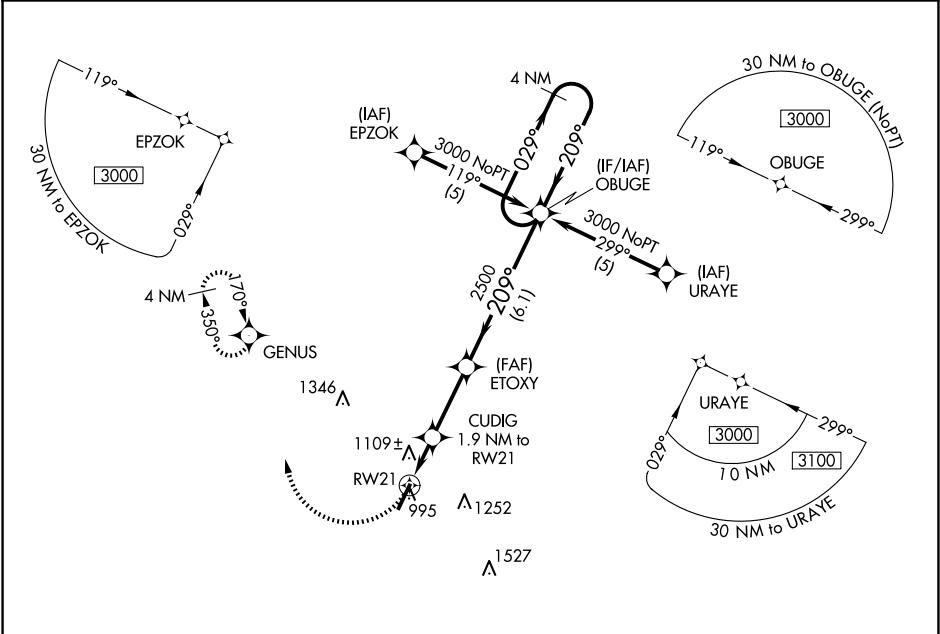 119°
EPZOK
3000
029°
30 NM to EPZOK
4 NM
(IAF)
EPZOK
3000 NoPT
119°
(5)
029°
209°
(IF/IAF)
OBUGE
3000 NoPT
299°
(5)
(IAF)
URAYE
30 NM to OBUGE (NoPT)
3000
119°
OBUGE
299°
2500
209°
(6.1)
4 NM
170°
350°
GENUS
(FAF)
ETOXY
1346
CUDIG
1.9 NM to
RW21
1109±
RW21
995
1252
1527
URAYE
3000
299°
029°
10 NM
3100
30 NM to URAYE